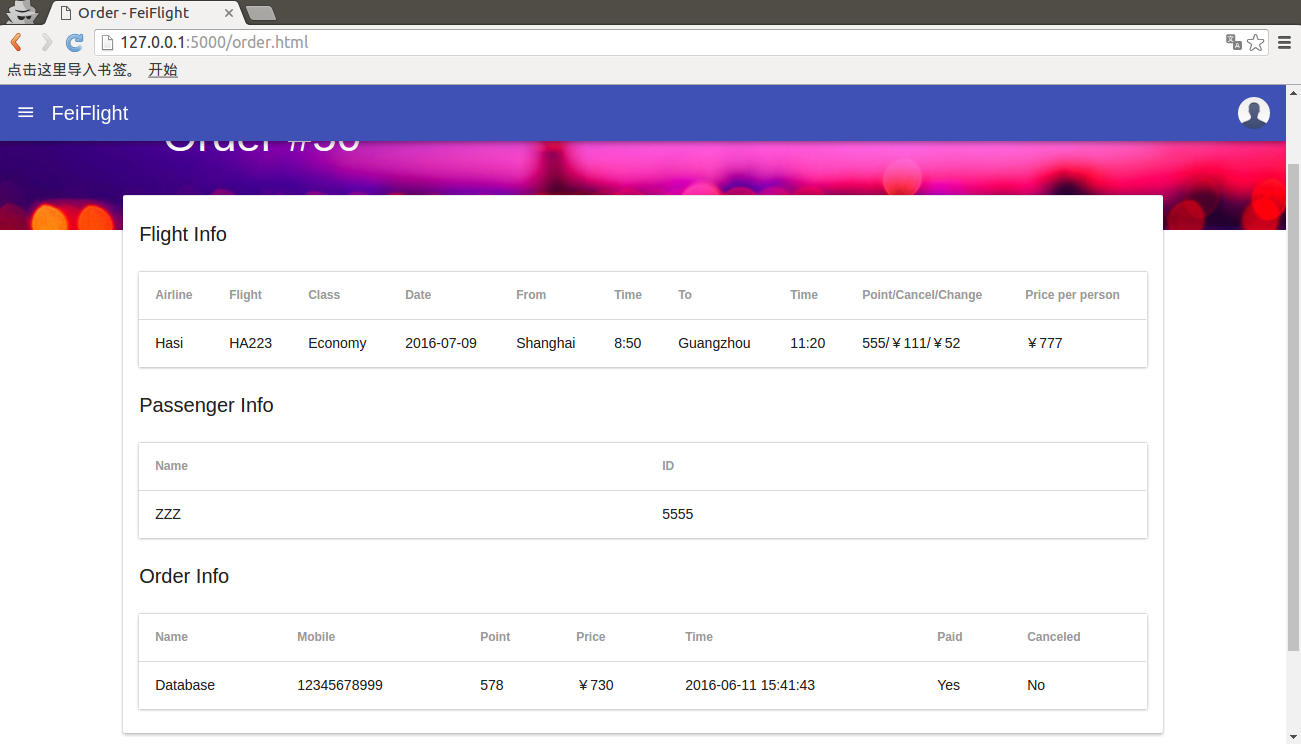 Order - FeiFlight
127.0.0.1:5000/order.html
点击这里导入书签。 开始
FeiFlight
Flight Info
Airline Flight Class Date From Time To Time Point/Cancel/Change Price per person
Hasi HA223 Economy 2016-07-09 Shanghai 8:50 Guangzhou 11:20 555/￥111/￥52 ￥777
Passenger Info
Name ID
ZZZ 5555
Order Info
Name Mobile Point Price Time Paid Canceled
Database 12345678999 578 ￥730 2016-06-11 15:41:43 Yes No